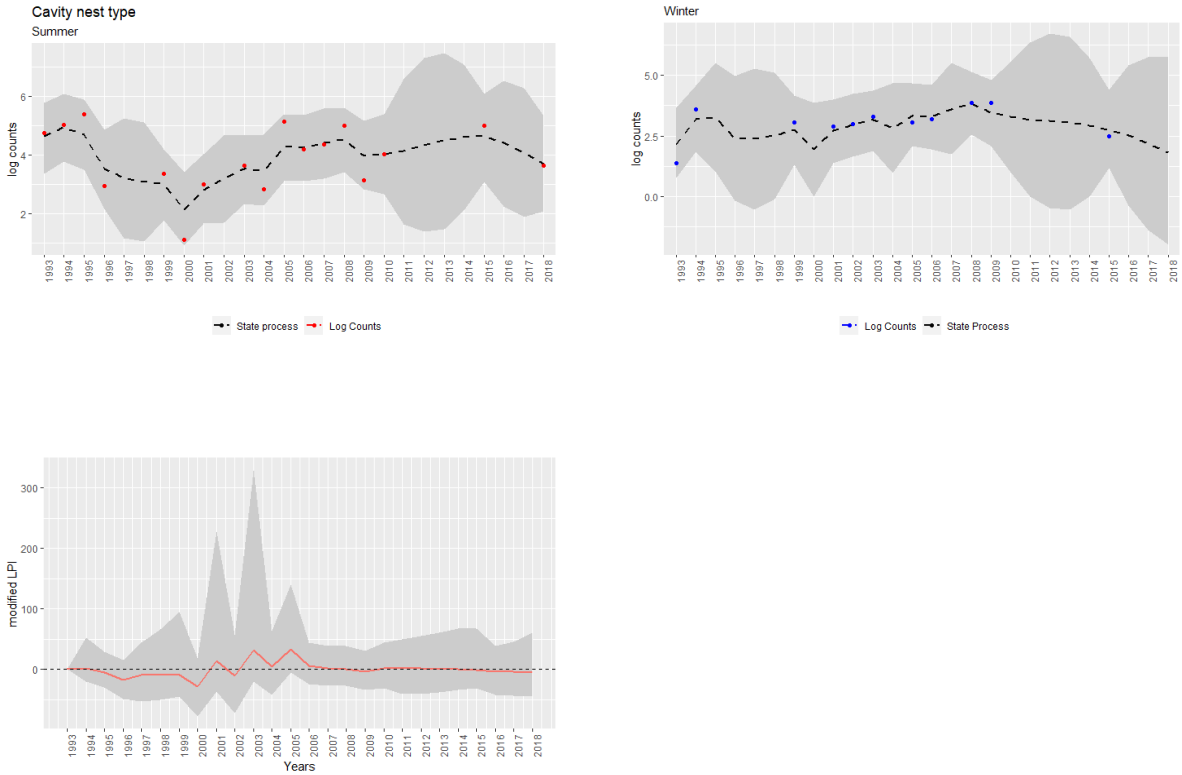 Cavity nest type
Summer
log counts
6
4
2
1993 1994 1995 1996 1997 1998 1999 2000 2001 2002 2003 2004 2005 2006 2007 2008 2009 2010 2011 2012 2013 2014 2015 2016 2017 2018
State process Log Counts
Winter
log counts
5.0
2.5
0.0
1993 1994 1995 1996 1997 1998 1999 2000 2001 2002 2003 2004 2005 2006 2007 2008 2009 2010 2011 2012 2013 2014 2015 2016 2017 2018
Log Counts State Process
modified LPI
300
200
100
0
1993 1994 1995 1996 1997 1998 1999 2000 2001 2002 2003 2004 2005 2006 2007 2008 2009 2010 2011 2012 2013 2014 2015 2016 2017 2018
Years